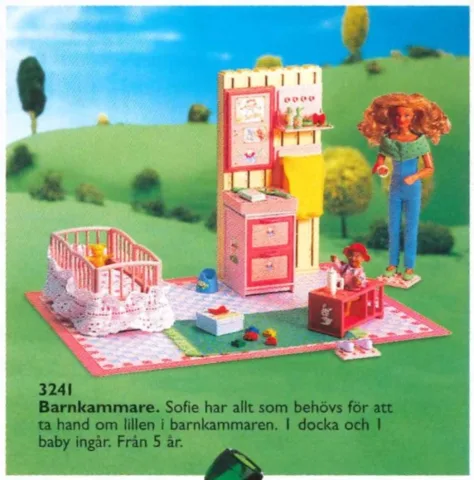 3241
Barnkammare. Sofie har allt som behövs för att
ta hand om lillen i barnkammaren. 1 docka och 1
baby ingår. Från 5 år.